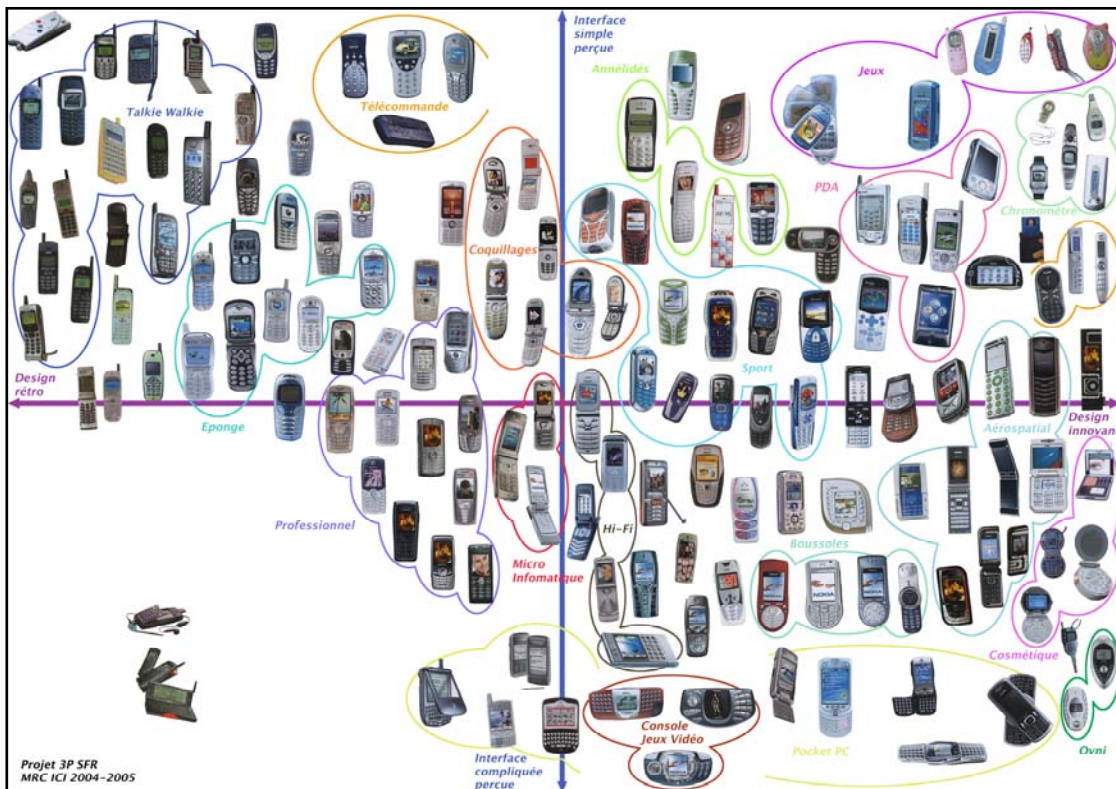 Interface
simple
perçue
Annélidés
Jeux
Talkie Walkie
Télécommande
PDA
Chronomètre
Coquillages
Design
rétro
Sport
Eponge
Design
innovant
Aérospatial
Professionnel
Hi-Fi
Boussoles
Micro
Infomatique
NOKIA
NOKIA
Cosmétique
Console
Jeux Vidéo
Pocket PC
Ovni
Interface
compliquée
perçue
Projet 3P SFR
MRC ICI 2004-2005